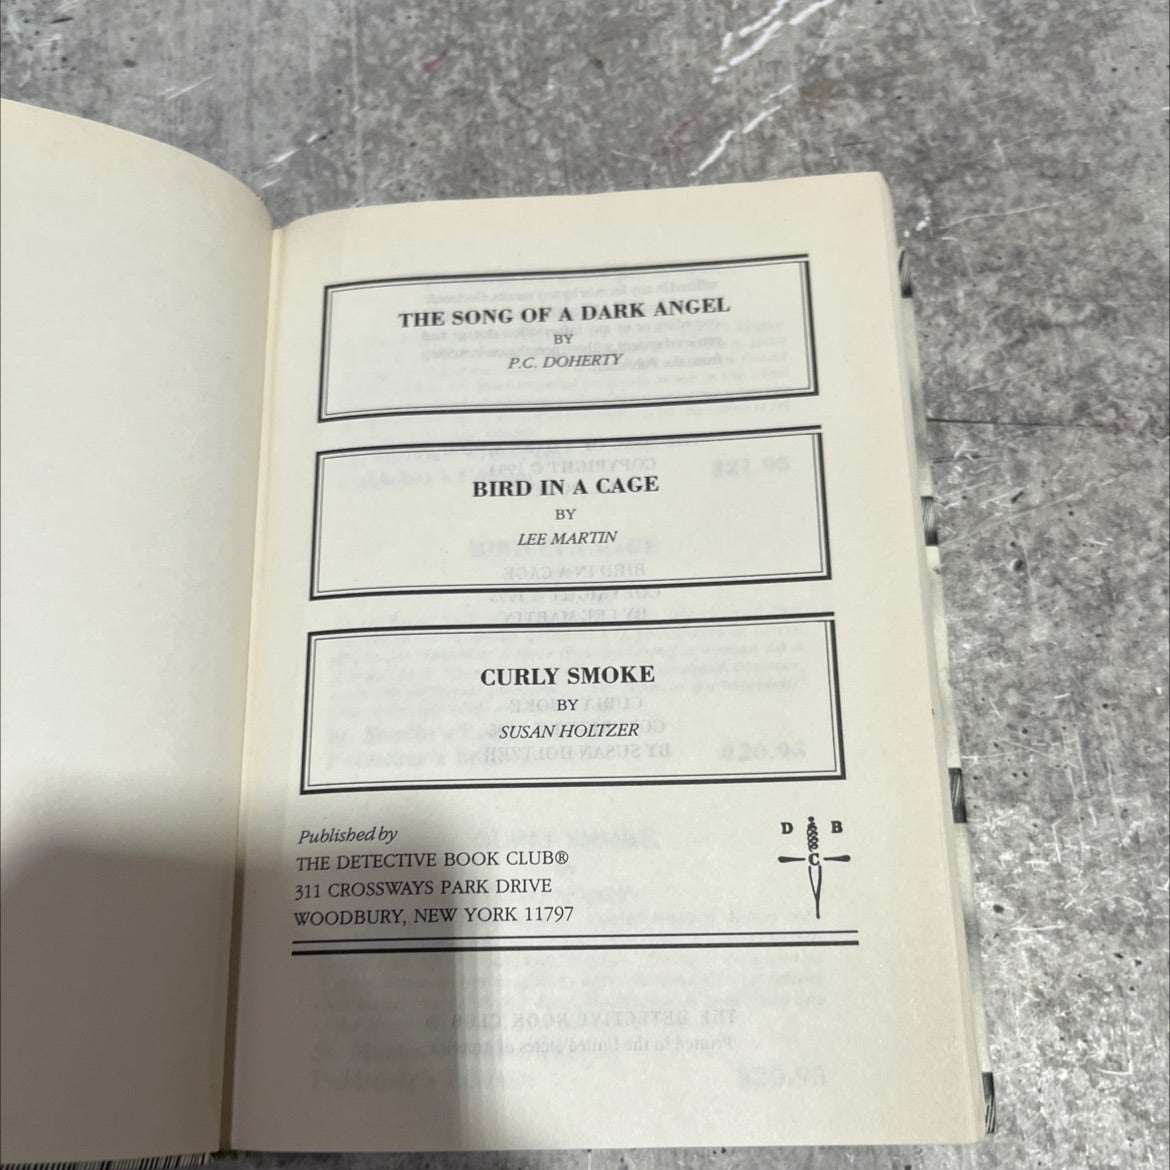 THE SONG OF A DARK ANGEL
BY
P.C. DOHERTY
BIRD IN A CAGE
BY
LEE MARTIN
CURLY SMOKE
BY
SUSAN HOLTZER
Published by
THE DETECTIVE BOOK CLUB®
311 CROSSWAYS PARK DRIVE
WOODBURY, NEW YORK 11797
D B
C